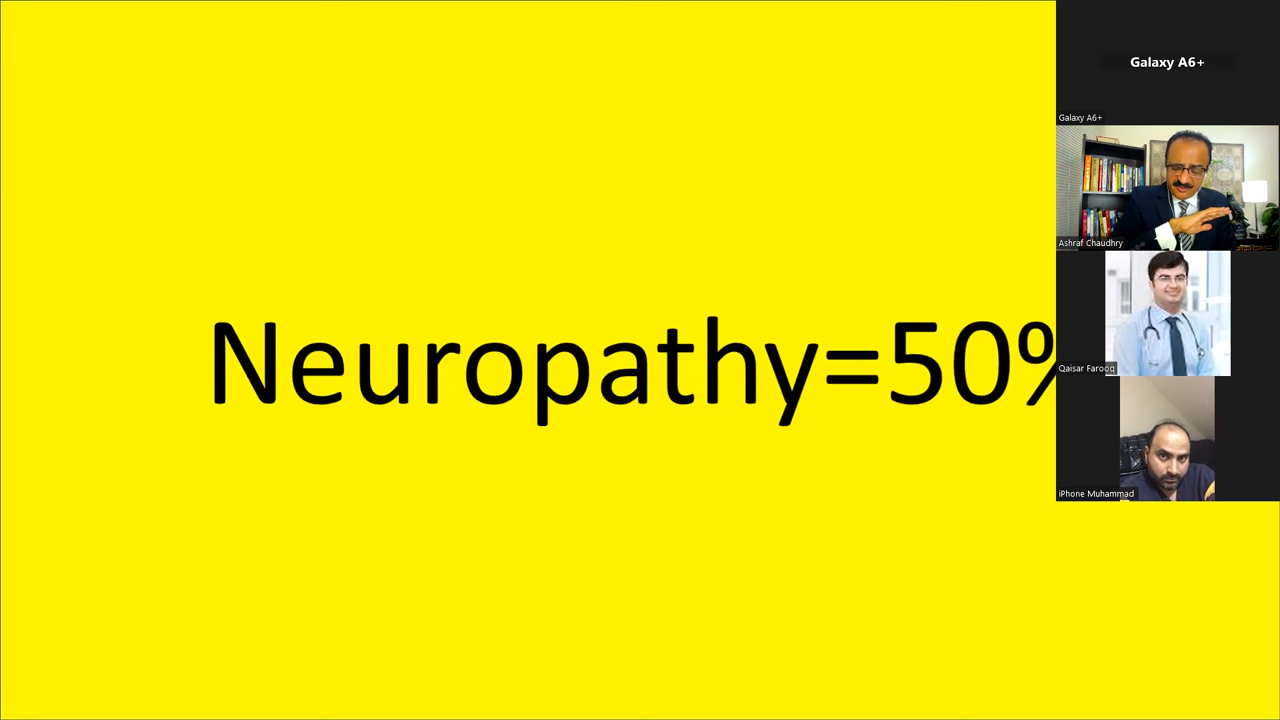 Neuropathy=50%
Galaxy A6+
Galaxy A6+
Ashraf Chaudhry
Qaisar Farooq
iPhone Muhammad